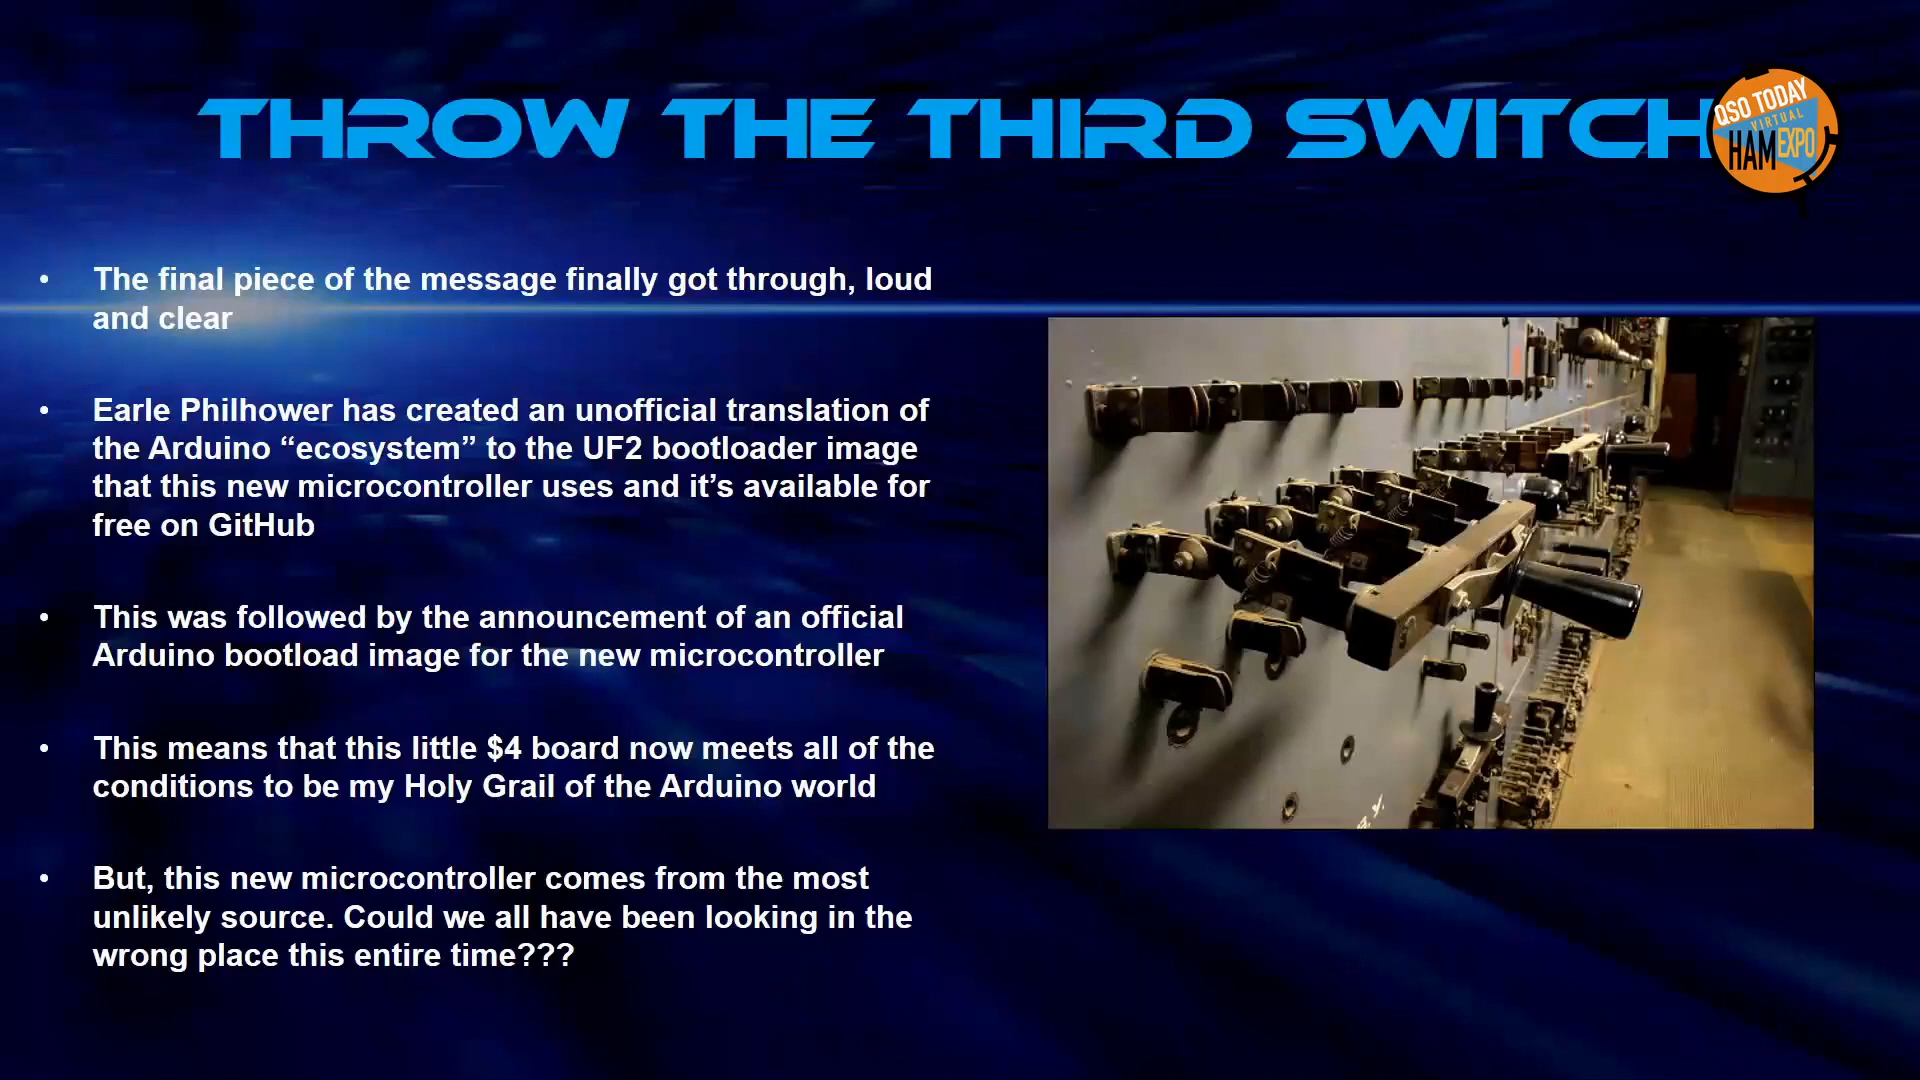 THROW THE THIRD SWITCH
QSO TODAY
VIRTUAL
HAM EXPO
• The final piece of the message finally got through, loud
and clear
• Earle Philhower has created an unofficial translation of
the Arduino “ecosystem” to the UF2 bootloader image
that this new microcontroller uses and it’s available for
free on GitHub
• This was followed by the announcement of an official
Arduino bootload image for the new microcontroller
• This means that this little $4 board now meets all of the
conditions to be my Holy Grail of the Arduino world
• But, this new microcontroller comes from the most
unlikely source. Could we all have been looking in the
wrong place this entire time???